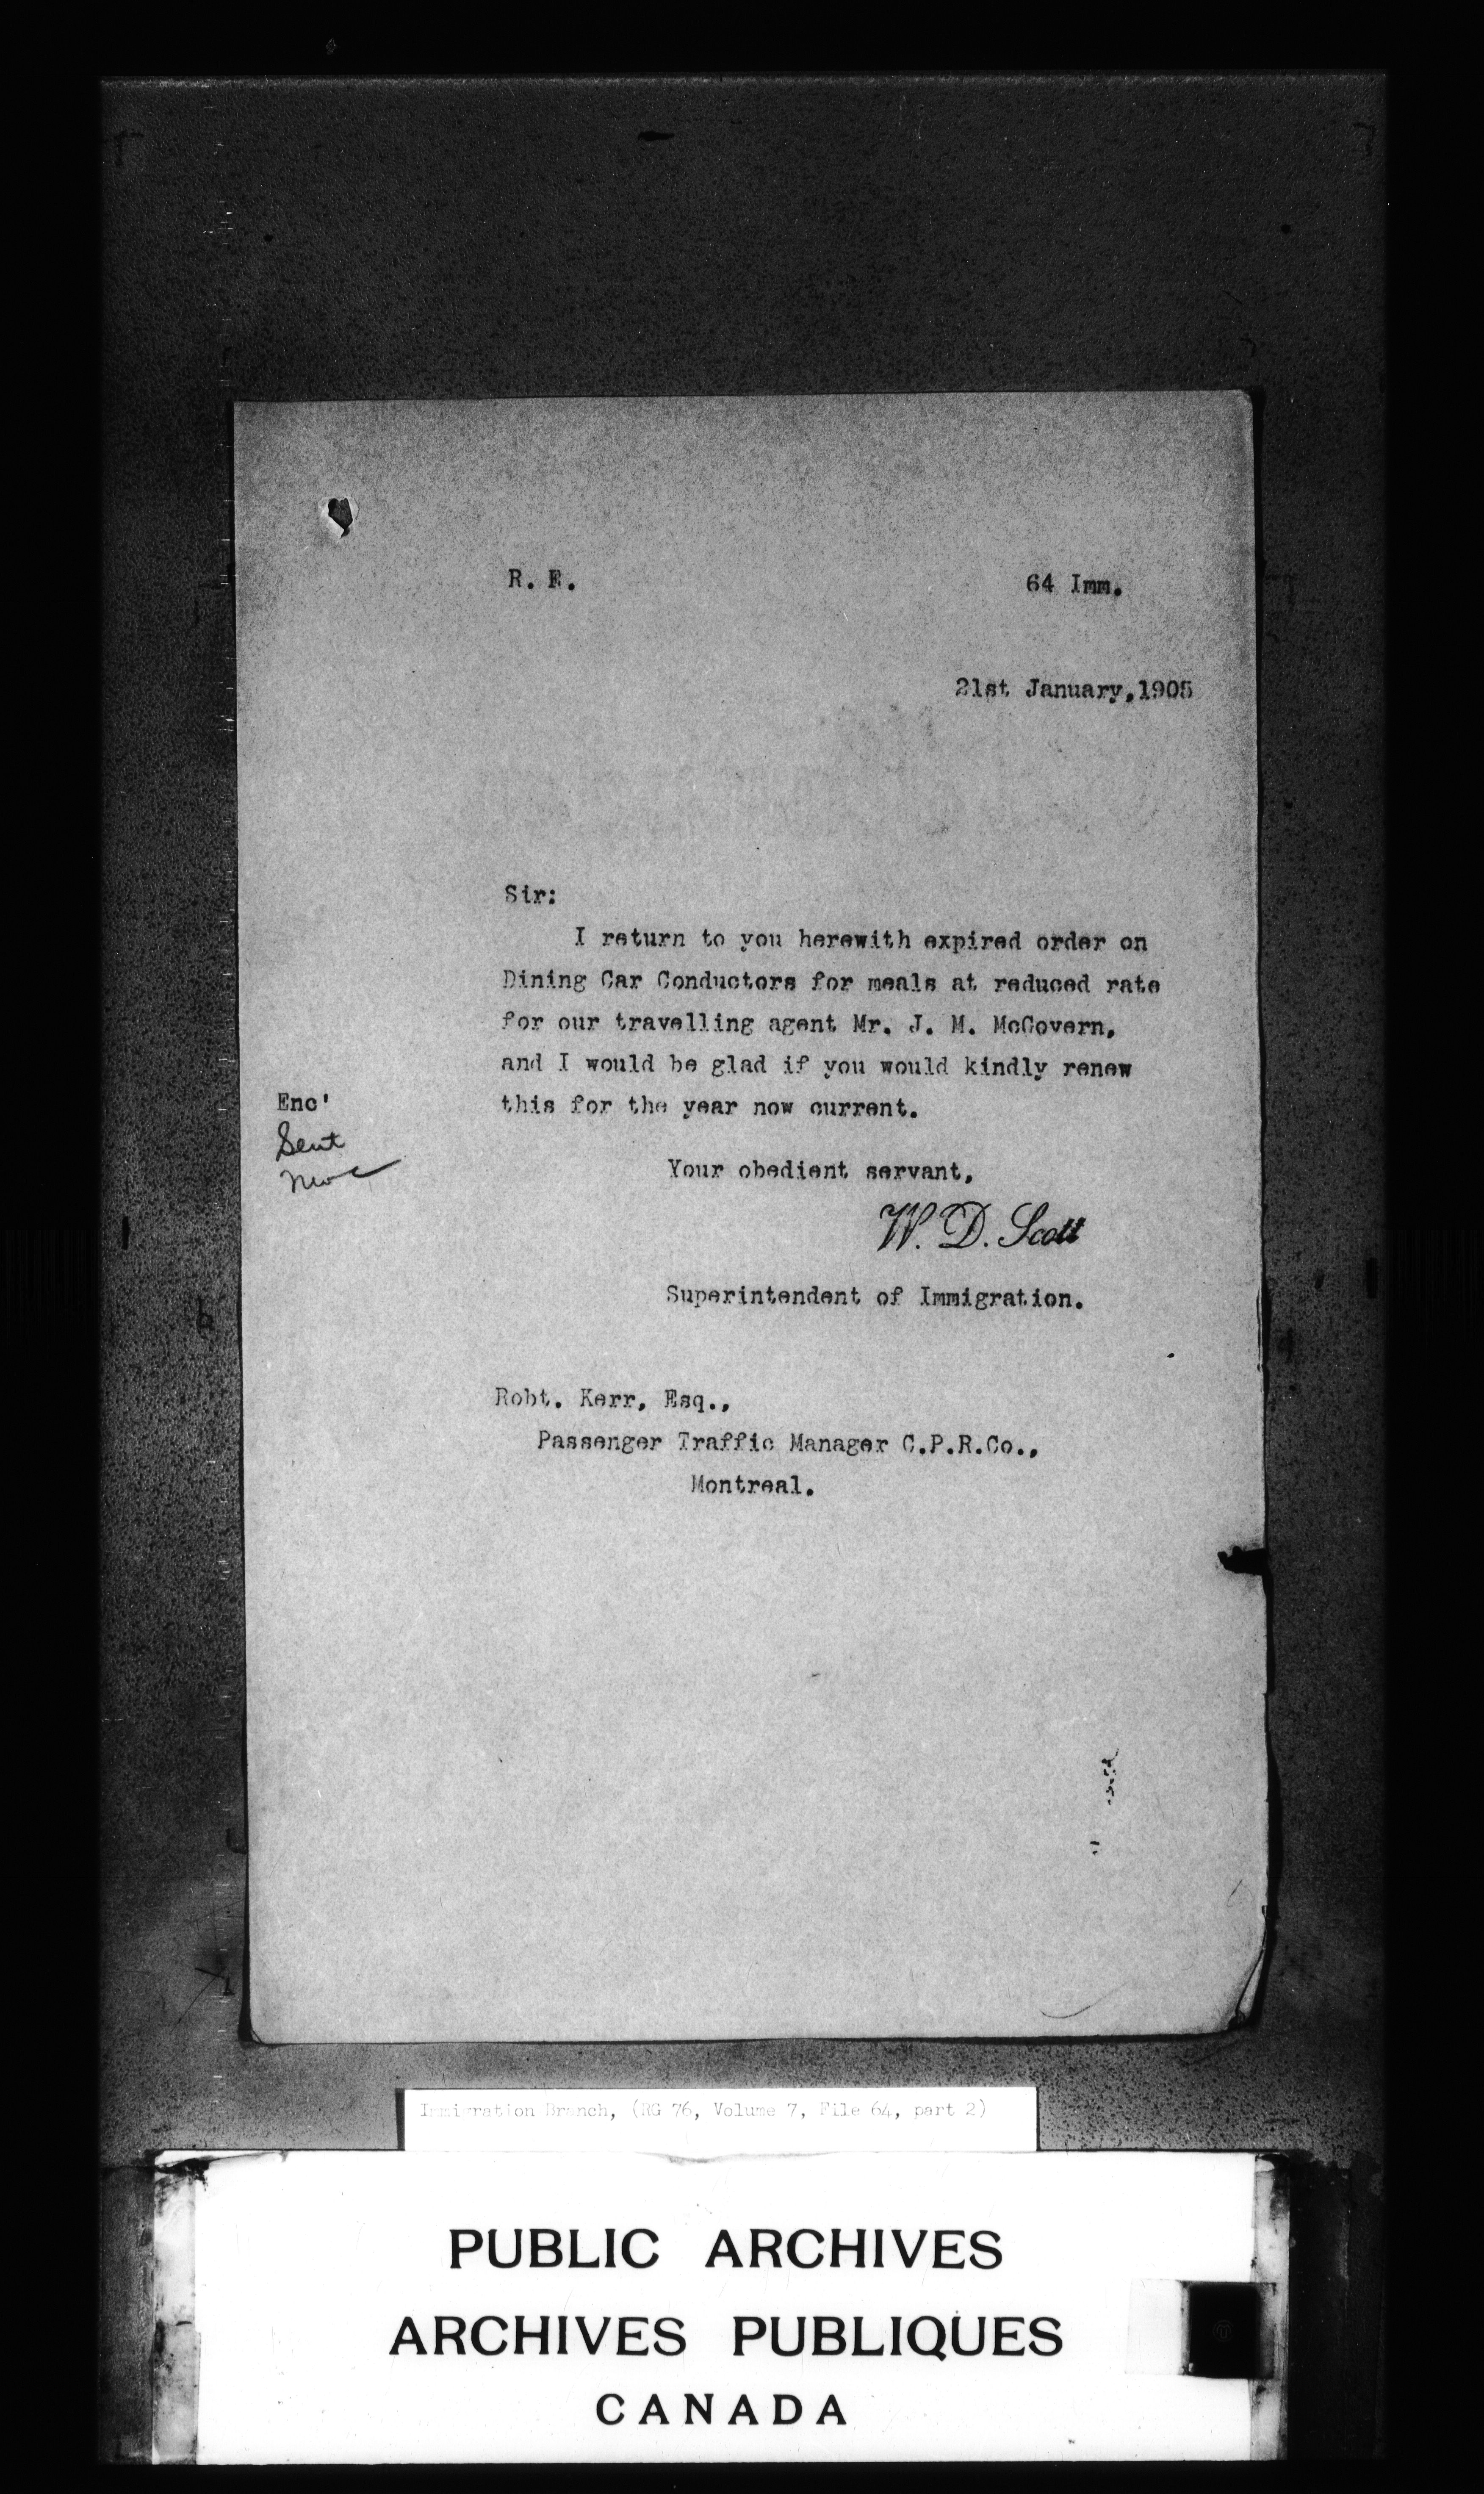 R. E.
64 Imm.
21st January,1905
Sir:
I return to you herewith expired order on
Dining Car Conductors for meals at reduced rate
for our travelling agent Mr. J. M. McGovern,
and I would be glad if you would kindly renew
this for the year now current.
Enc'
Sent
Your obedient servant,
W. D. Scott
Superintendent of Immigration.
Robt. Kerr, Esq.,
Passenger Traffic Manager C.P.R.Co.,
Montreal.
Immigration Branch, (RG 76, Volume 7, File 64, part 2)
PUBLIC ARCHIVES
ARCHIVES PUBLIQUES
CANADA